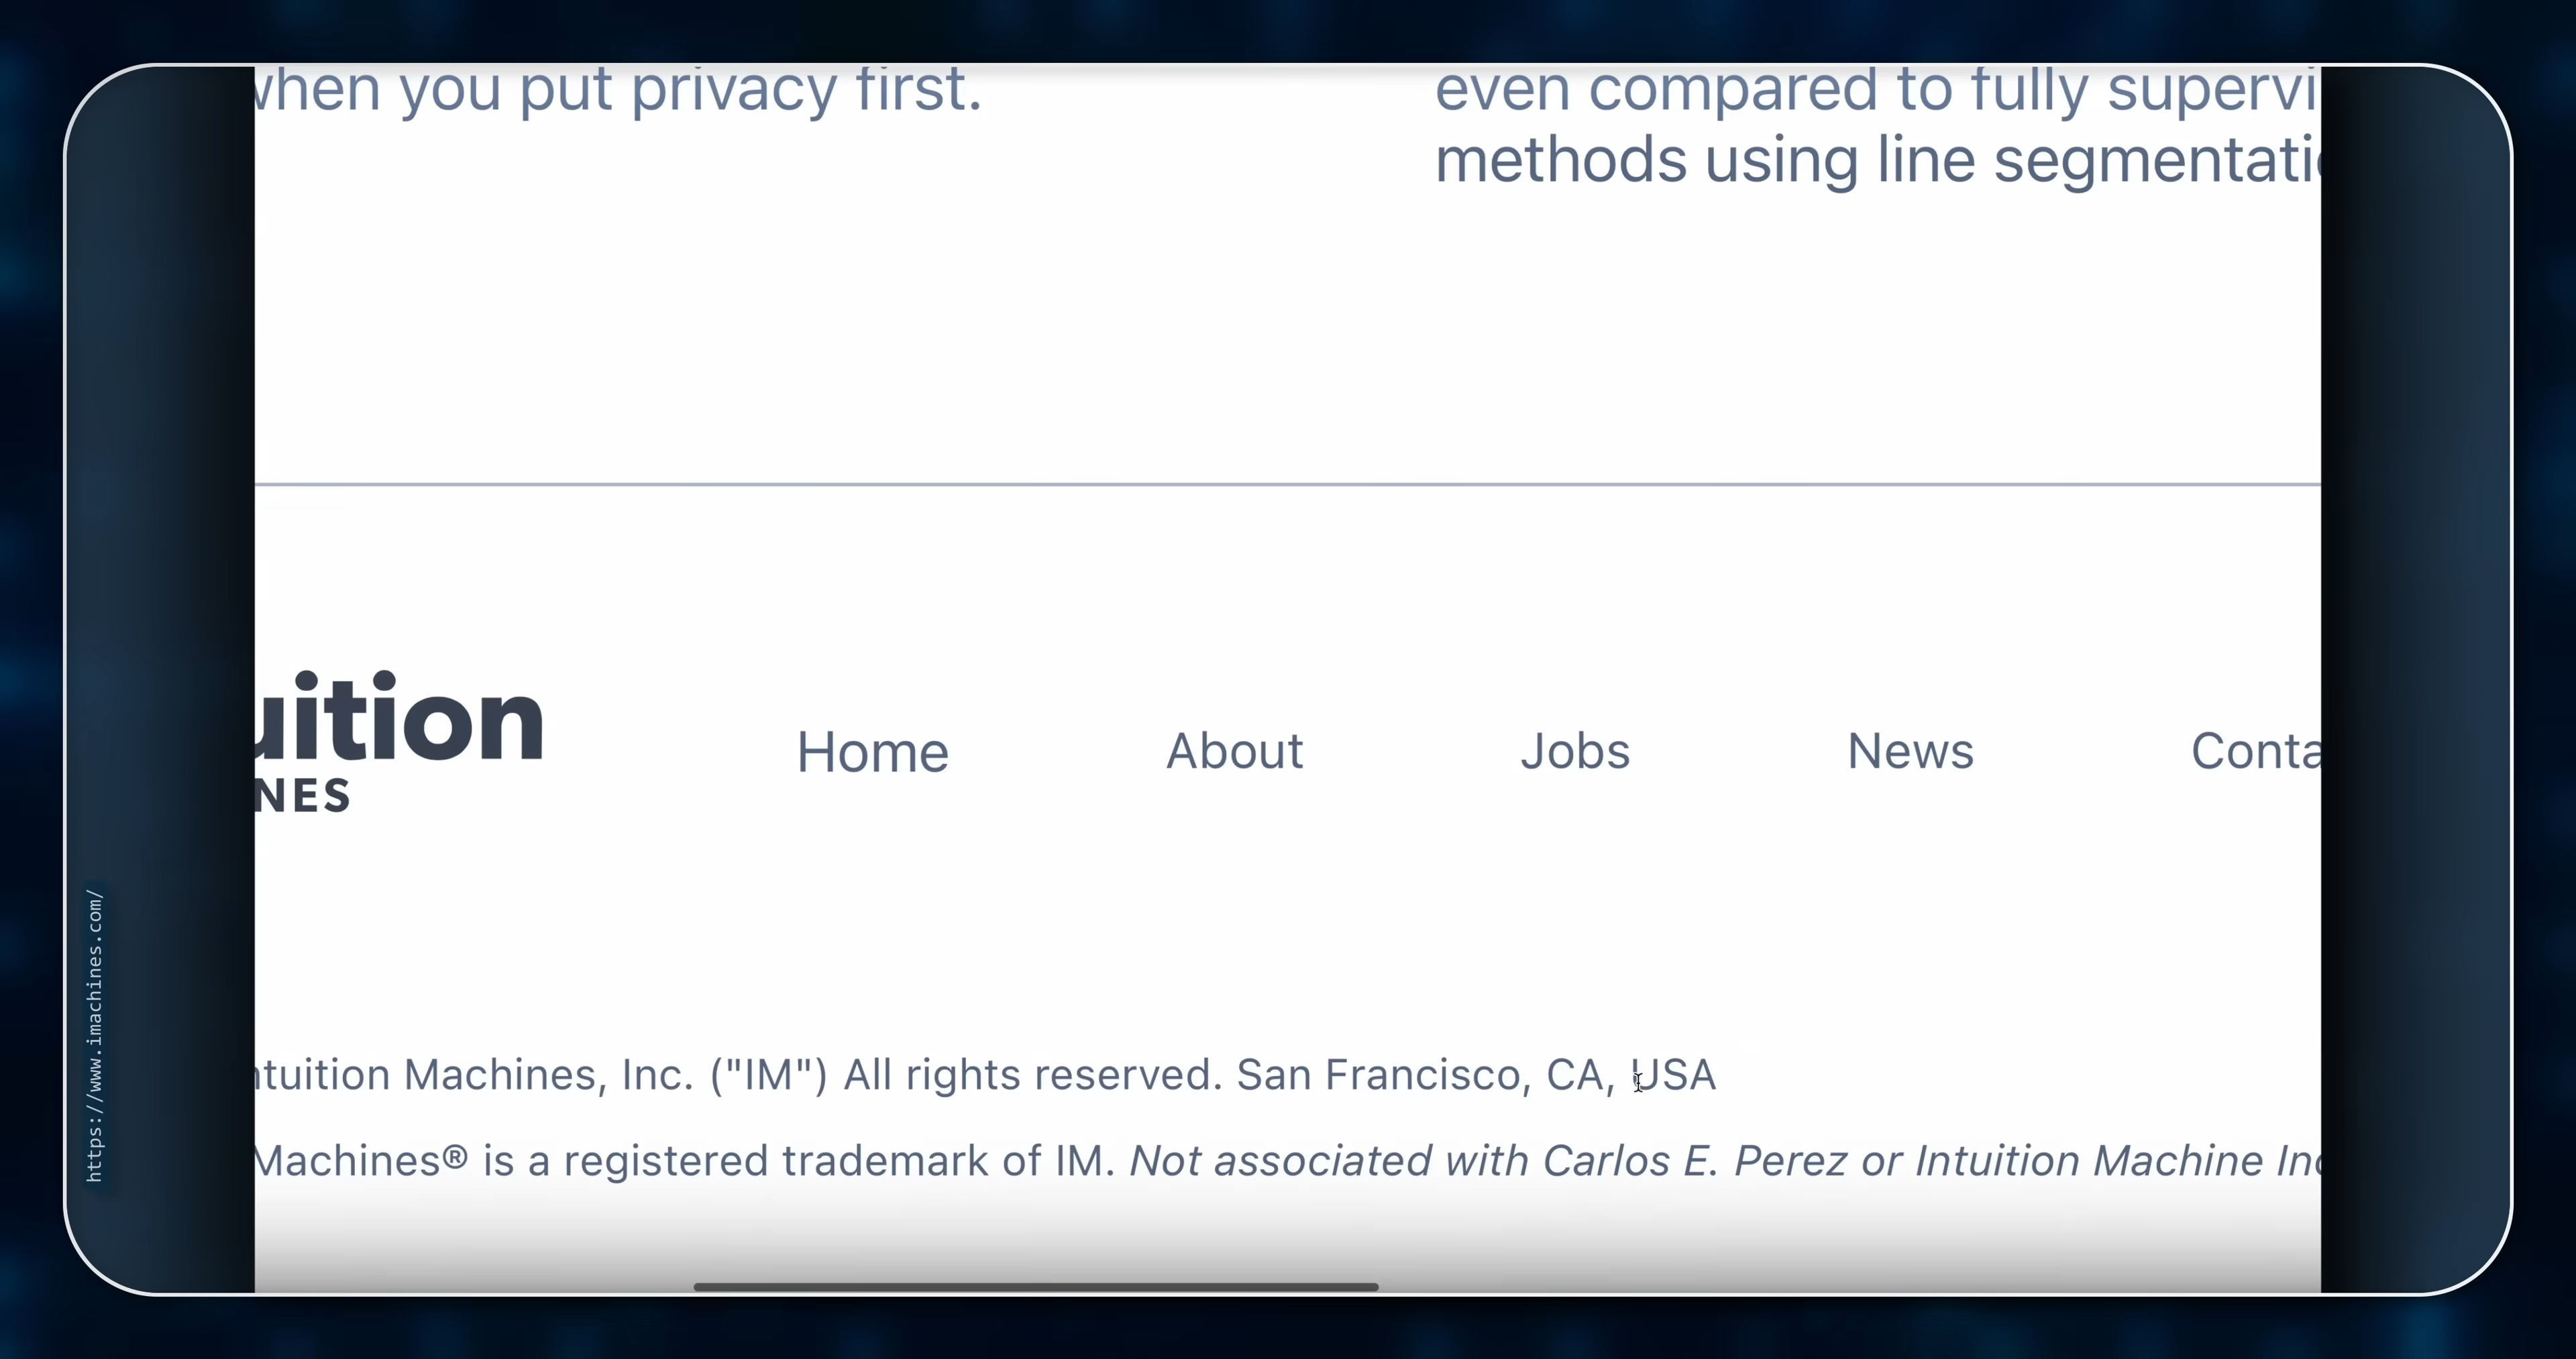 when you put privacy first.
even compared to fully supervi
methods using line segmentati
uition
NES
Home
About
Jobs
News
Conta
ntuition Machines, Inc. ("IM") All rights reserved. San Francisco, CA, USA
Machines® is a registered trademark of IM. Not associated with Carlos E. Perez or Intuition Machine Inc
https://www.imachines.com/